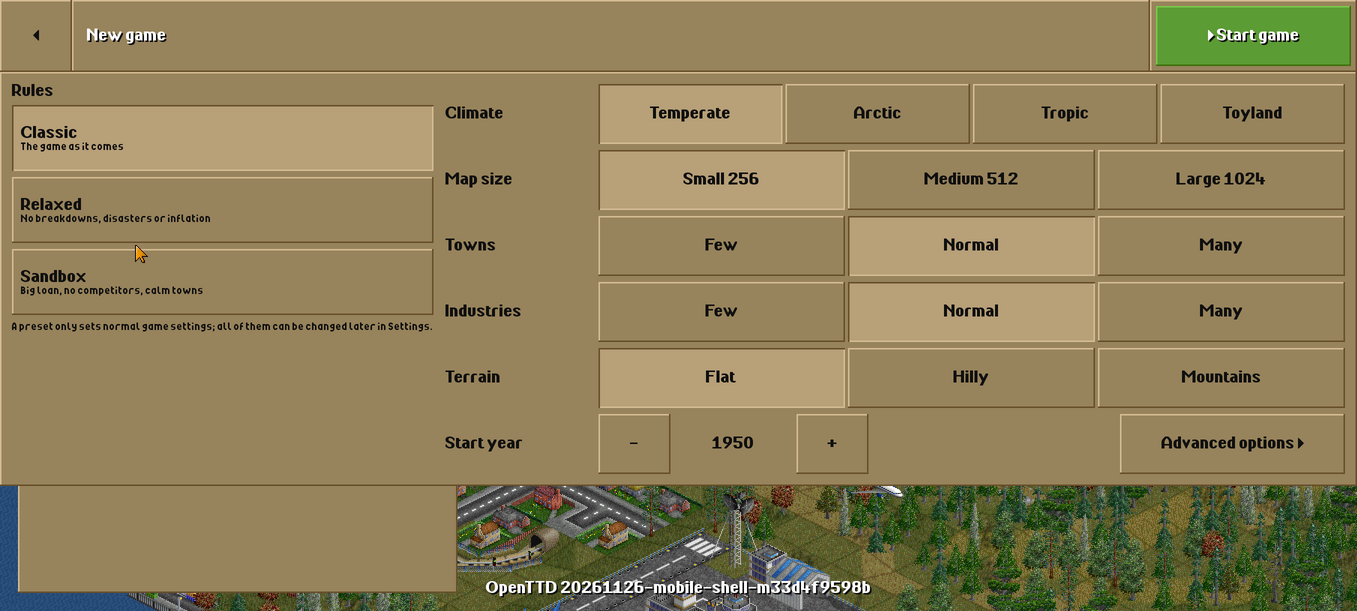 New game
Start game
Rules
Classic
The game as it comes
Relaxed
No breakdowns, disasters or inflation
Sandbox
Big loan, no competitors, calm towns
A preset only sets normal game settings; all of them can be changed later in Settings.
Climate
Temperate
Arctic
Tropic
Toyland
Map size
Small 256
Medium 512
Large 1024
Towns
Few
Normal
Many
Industries
Few
Normal
Many
Terrain
Flat
Hilly
Mountains
Start year
-
1950
+
Advanced options
OpenTTD 20261126-mobile-shell-m33d4f9598b